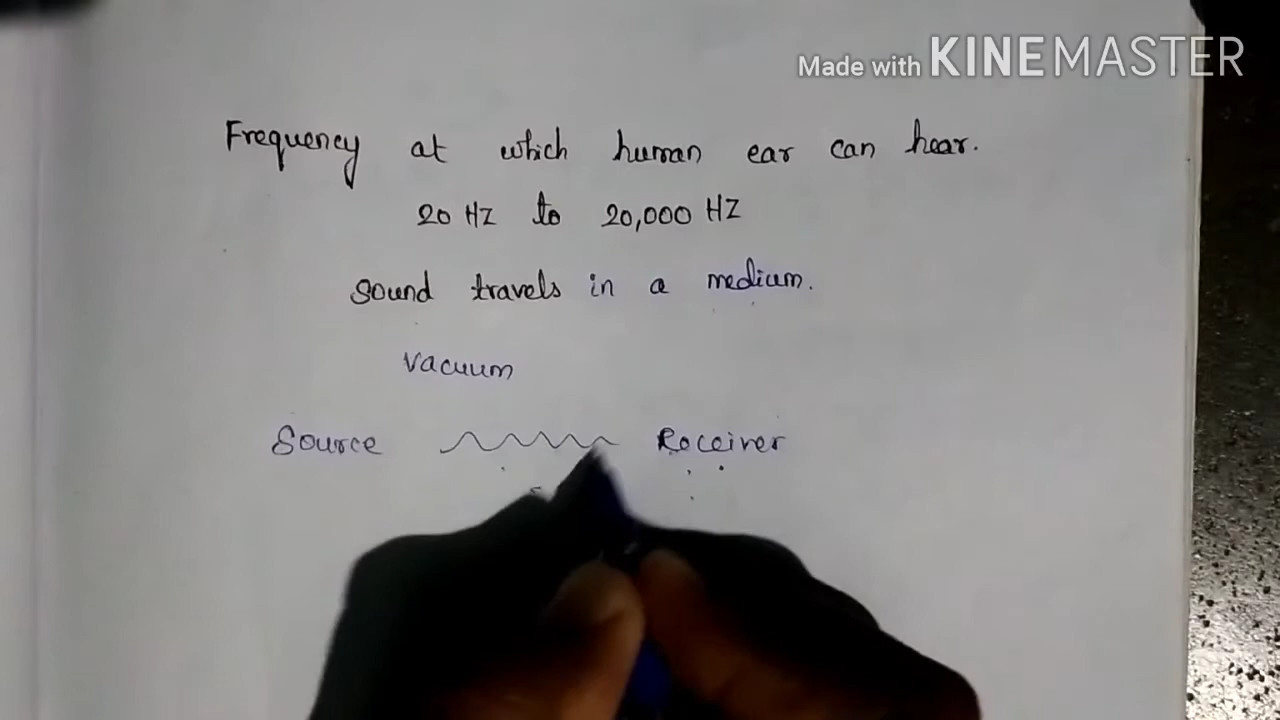 Made with KINEMASTER
Frequency at which human ear can hear.
20 HZ to 20,000 HZ
Sound travels in a medium.
Vacuum
Source Receiver